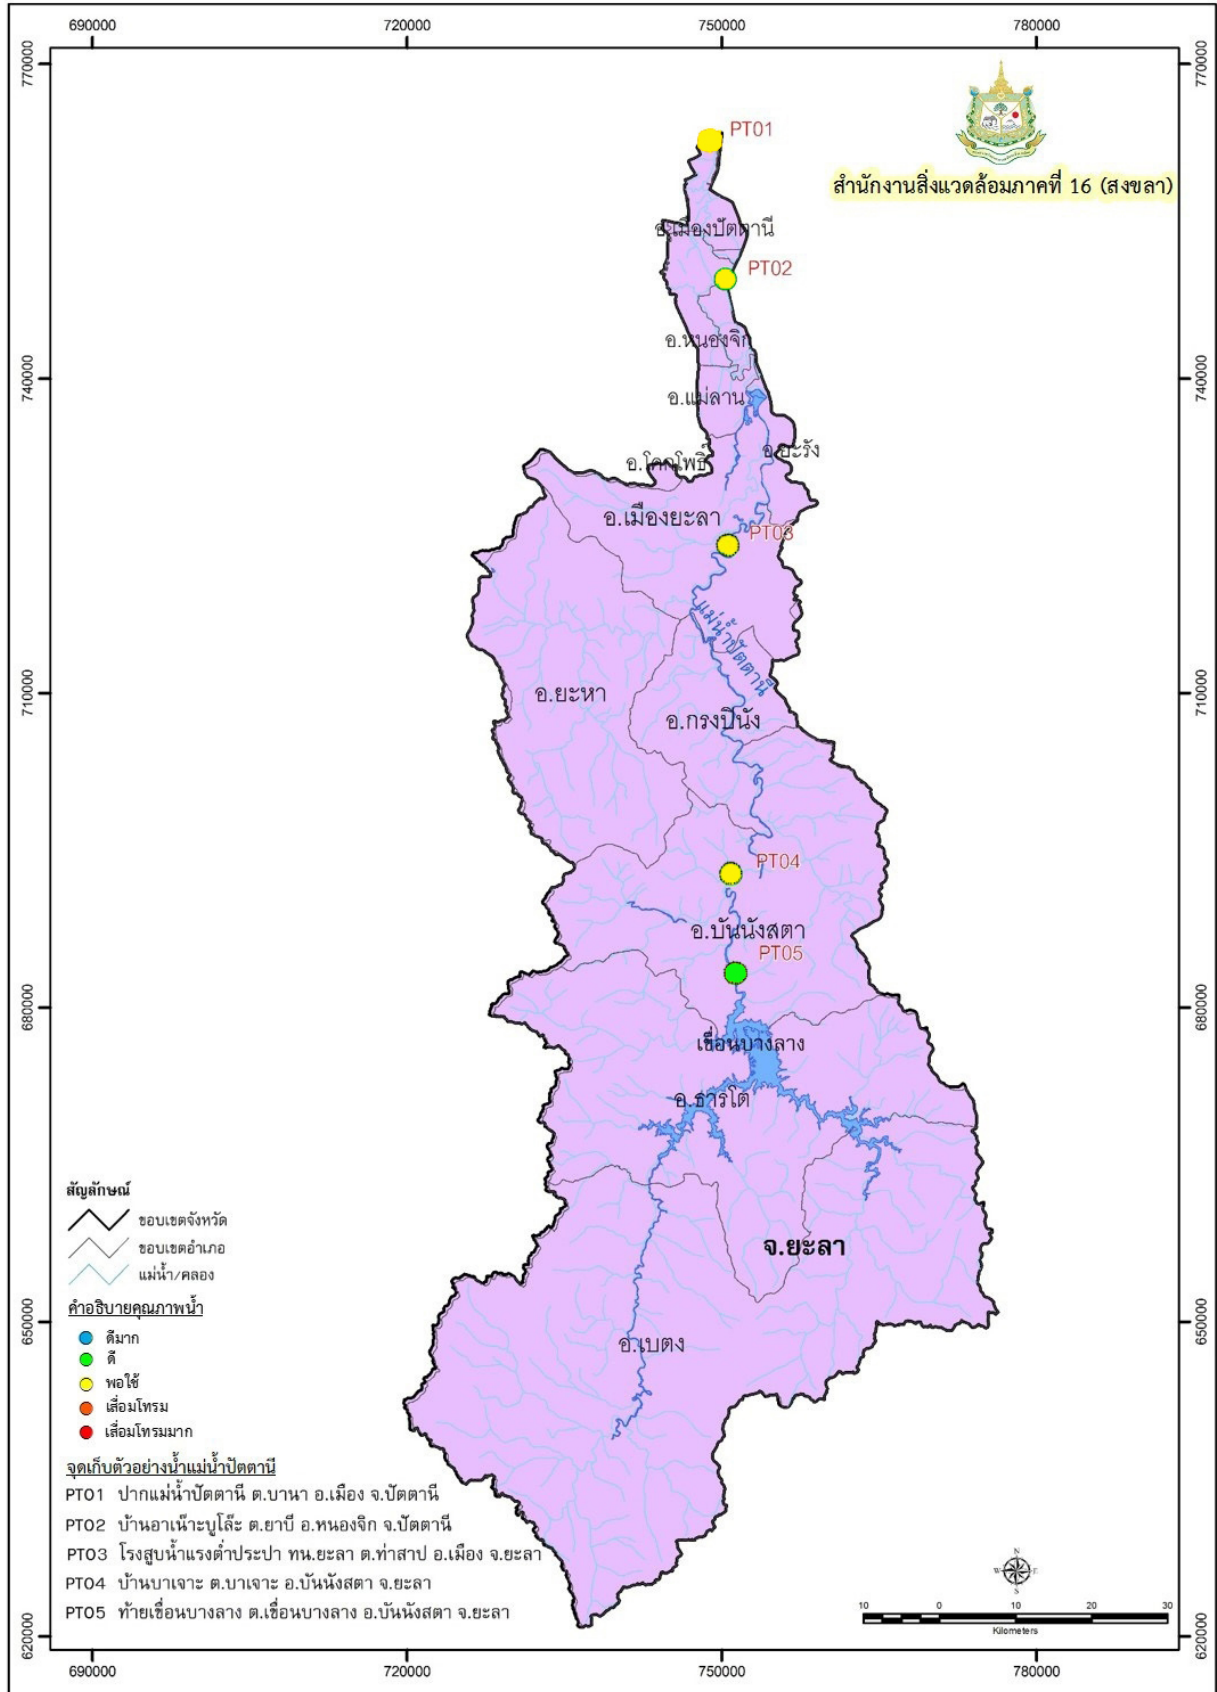 690000 720000 750000 780000
770000 770000
PT01
สำนักงานสิ่งแวดล้อมภาคที่ 16 (สงขลา)
อ.เมืองปัตตานี
PT02
อ.หนองจิก
740000 740000
อ.แม่ลาน
อ.ยะรัง
อ.โคกโพธิ์
อ.เมืองยะลา
PT03
แม่น้ำปัตตานี
710000 710000
อ.ยะหา
อ.กรงปินัง
PT04
อ.บันนังสตา
PT05
680000 680000
เขื่อนบางลาง
อ.ธารโต
สัญลักษณ์
ขอบเขตจังหวัด
ขอบเขตอำเภอ
แม่น้ำ/คลอง
จ.ยะลา
คำอธิบายคุณภาพน้ำ
650000 650000
ดีมาก
อ.เบตง
ดี
พอใช้
เสื่อมโทรม
เสื่อมโทรมมาก
จุดเก็บตัวอย่างน้ำแม่น้ำปัตตานี
PT01 ปากแม่น้ำปัตตานี ต.บานา อ.เมือง จ.ปัตตานี
PT02 บ้านอาเน๊าะบูโล๊ะ ต.ยาบี อ.หนองจิก จ.ปัตตานี
PT03 โรงสูบน้ำแรงต่ำประปา ทน.ยะลา ต.ท่าสาป อ.เมือง จ.ยะลา
PT04 บ้านบาเจาะ ต.บาเจาะ อ.บันนังสตา จ.ยะลา
PT05 ท้ายเขื่อนบางลาง ต.เขื่อนบางลาง อ.บันนังสตา จ.ยะลา
N
W E
S
10 0 10 20 30
Kilometers
620000 620000
690000 720000 750000 780000